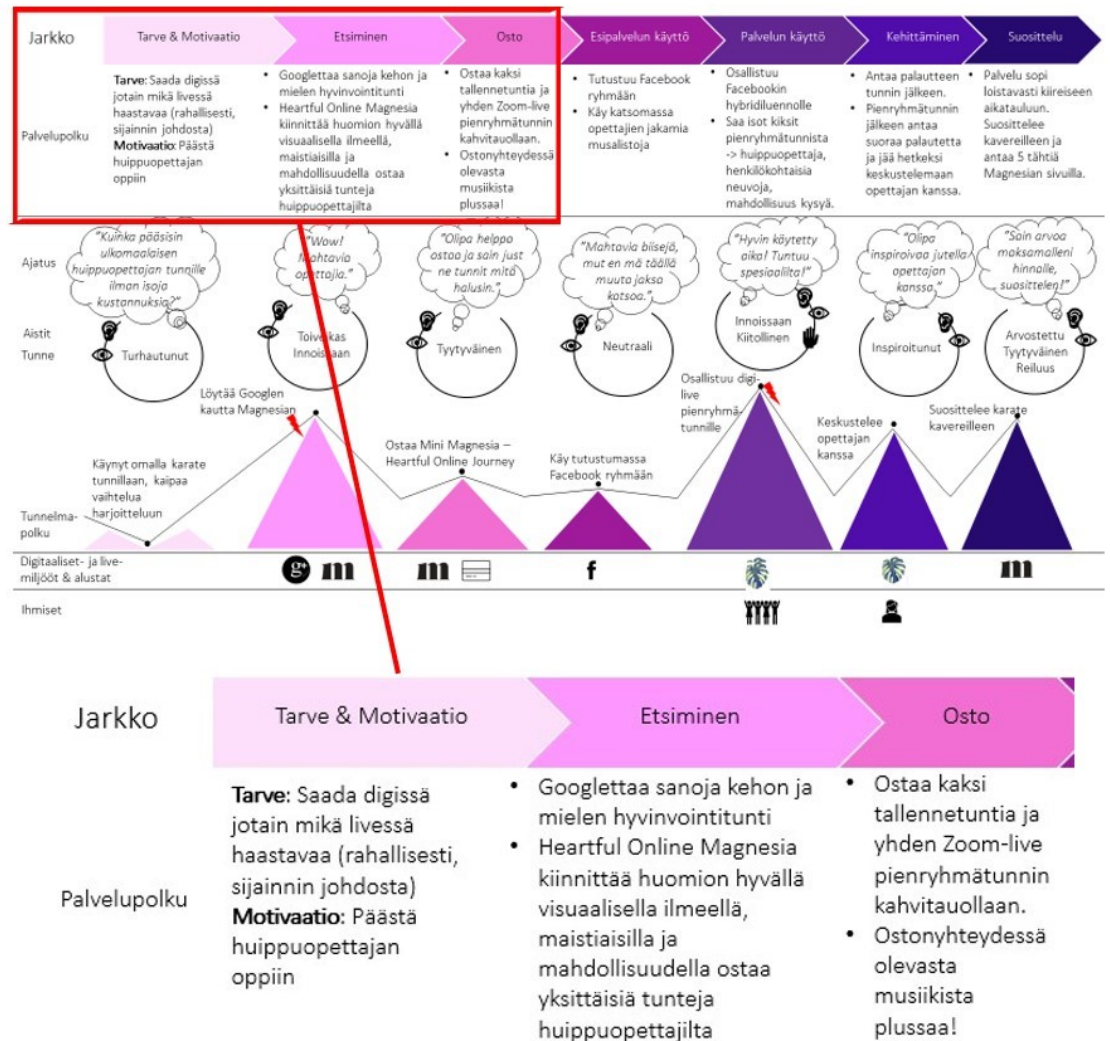 Jarkko
Tarve & Motivaatio
Etsiminen
Osto
Esipalvelun käyttö
Palvelun käyttö
Kehittäminen
Suosittelu
Palvelupolku
Tarve: Saada digissä
jotain mikä livessä
haastavaa (rahallisesti,
sijainnin johdosta)
Motivaatio: Päästä
huippuopettajan
oppiin
• Googlettaa sanoja kehon ja
mielen hyvinvointitunti
• Heartful Online Magnesia
kiinnittää huomion hyvällä
visuaalisella ilmeellä,
maistiaisilla ja
mahdollisuudella ostaa
yksittäisiä tunteja
huippuopettajilta
• Ostaa kaksi
tallennetuntia ja
yhden Zoom-live
pienryhmätunnin
kahvitauollaan.
• Ostonyhteydessä
olevasta
musiikista
plussaa!
• Tutustuu Facebook
ryhmään
• Käy katsomassa
opettajien jakamia
musalistoja
• Osallistuu
Facebookin
hybridiluennolle
• Saa isot kiksit
pienryhmätunnista
-> huippuopettaja,
henkilökohtaisia
neuvoja,
mahdollisuus kysyä.
• Antaa palautteen
tunnin jälkeen.
• Pienryhmätunnin
jälkeen antaa
suoraa palautetta
ja jää hetkeksi
keskustelemaan
opettajan kanssa.
• Palvelu sopi
loistavasti kiireiseen
aikatauluun.
Suosittelee
kavereilleen ja
antaa 5 tähtiä
Magnesian sivuilla.
Ajatus
"Kuinka pääsisin
ulkomaalaisen
huippuopettajan tunnille
ilman isoja
kustannuksia?"
"Wow!
Mahtavia
opettajia."
"Olipa helppo
ostaa ja sain just
ne tunnit mitä
halusin."
"Mahtavia biisejä,
mut en mä täällä
muuta jaksa
katsoa."
"Hyvin käytetty
aika! Tuntuu
spesiaalilta!"
"Olipa
inspiroivaa jutella
opettajan
kanssa."
"Sain arvoa
maksamalleni
hinnalle,
suosittelen!"
Aistit
Tunne
Turhautunut
Toiveikas
Innoissaan
Tyytyväinen
Neutraali
Innoissaan
Kiitollinen
Inspiroitunut
Arvostettu
Tyytyväinen
Reiluus
Tunnelma-
polku
Käynyt omalla karate
tunnillaan, kaipaa
vaihtelua
harjoitteluun
Löytää Googlen
kautta Magnesian
Ostaa Mini Magnesia –
Heartful Online Journey
Käy tutustumassa
Facebook ryhmään
Osallistuu digi-
live
pienryhmä-
tunnille
Keskustelee
opettajan
kanssa
Suosittelee karate
kavereilleen
Digitaaliset- ja live-
miljööt & alustat
g+
m
m
f
m
Ihmiset
Jarkko
Tarve & Motivaatio
Etsiminen
Osto
Palvelupolku
Tarve: Saada digissä
jotain mikä livessä
haastavaa (rahallisesti,
sijainnin johdosta)
Motivaatio: Päästä
huippuopettajan
oppiin
• Googlettaa sanoja kehon ja
mielen hyvinvointitunti
• Heartful Online Magnesia
kiinnittää huomion hyvällä
visuaalisella ilmeellä,
maistiaisilla ja
mahdollisuudella ostaa
yksittäisiä tunteja
huippuopettajilta
• Ostaa kaksi
tallennetuntia ja
yhden Zoom-live
pienryhmätunnin
kahvitauollaan.
• Ostonyhteydessä
olevasta
musiikista
plussaa!